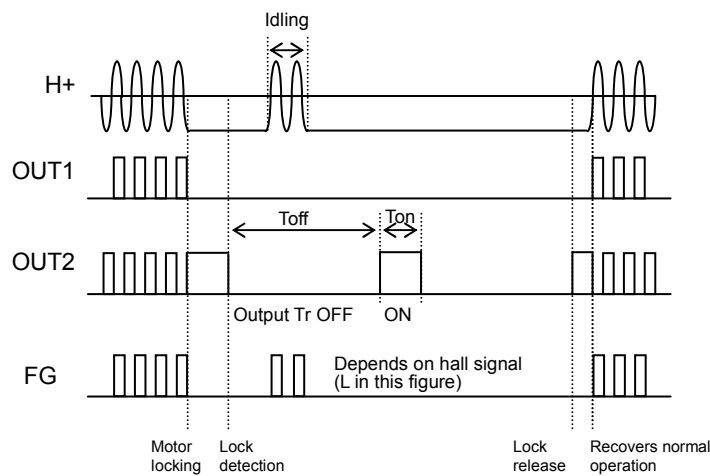 Idling
H+
OUT1
Toff
Ton
OUT2
Output Tr OFF
ON
FG
Depends on hall signal
(L in this figure)
Motor
locking
Lock
detection
Lock
release
Recovers normal
operation